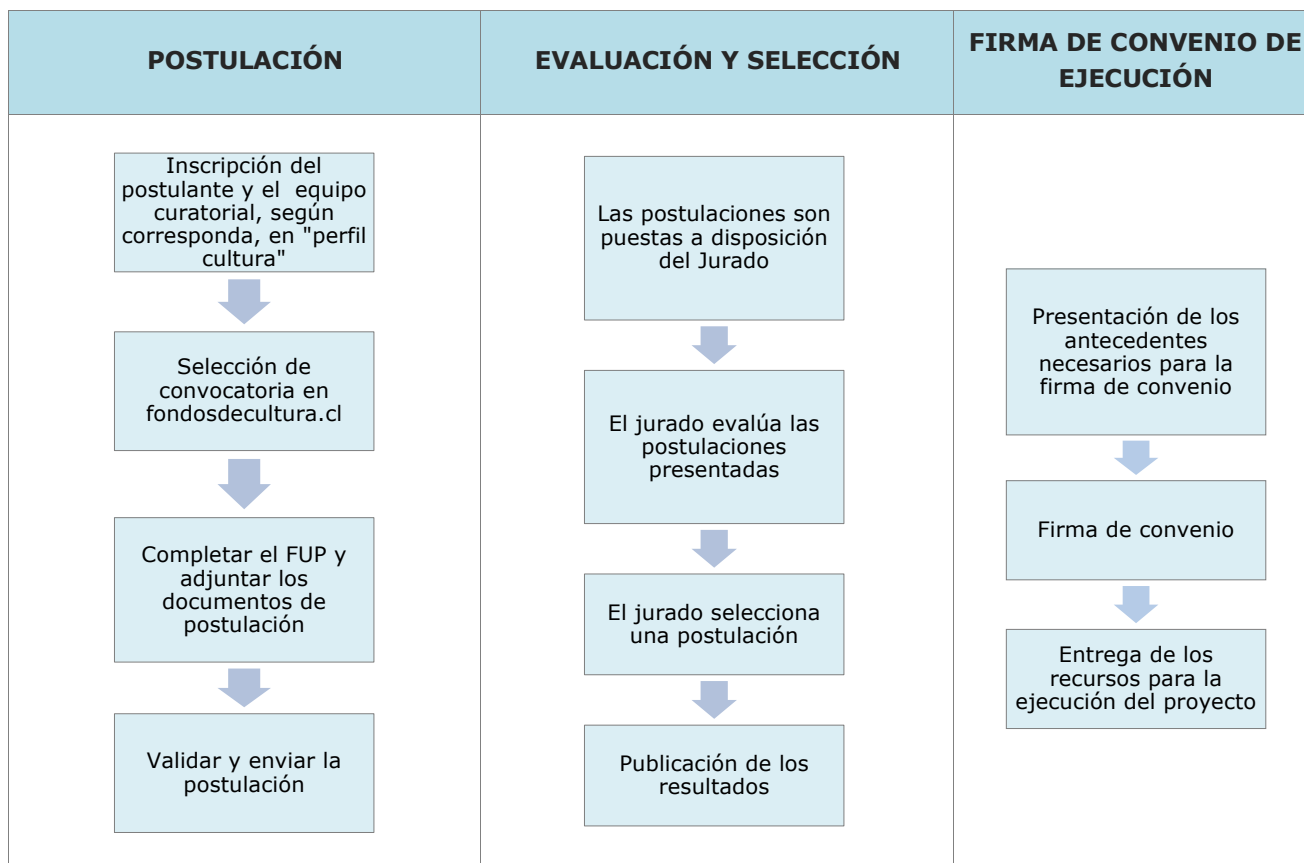 POSTULACIÓN
Inscripción del
postulante y el equipo
curatorial, según
corresponda, en "perfil
cultura"
Selección de
convocatoria en
fondosdecultura.cl
Completar el FUP y
adjuntar los
documentos de
postulación
Validar y enviar la
postulación
EVALUACIÓN Y SELECCIÓN
Las postulaciones son
puestas a disposición
del Jurado
El jurado evalúa las
postulaciones
presentadas
El jurado selecciona
una postulación
Publicación de los
resultados
FIRMA DE CONVENIO DE
EJECUCIÓN
Presentación de los
antecedentes
necesarios para la
firma de convenio
Firma de convenio
Entrega de los
recursos para la
ejecución del proyecto